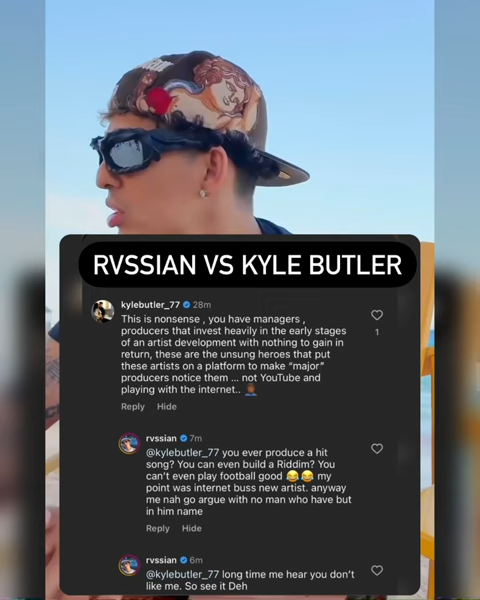 RVSSIAN VS KYLE BUTLER
kylebutler_77 28m
This is nonsense , you have managers ,
producers that invest heavily in the early stages
of an artist development with nothing to gain in
return, these are the unsung heroes that put
these artists on a platform to make “major”
producers notice them ... not YouTube and
playing with the internet.. 🤦🏾‍♂️
1
Reply Hide
rvssian 7m
@kylebutler_77 you ever produce a hit
song? You can even build a Riddim? You
can’t even play football good 😂😂 my
point was internet buss new artist. anyway
me nah go argue with no man who have but
in him name
Reply Hide
rvssian 6m
@kylebutler_77 long time me hear you don’t
like me. So see it Deh